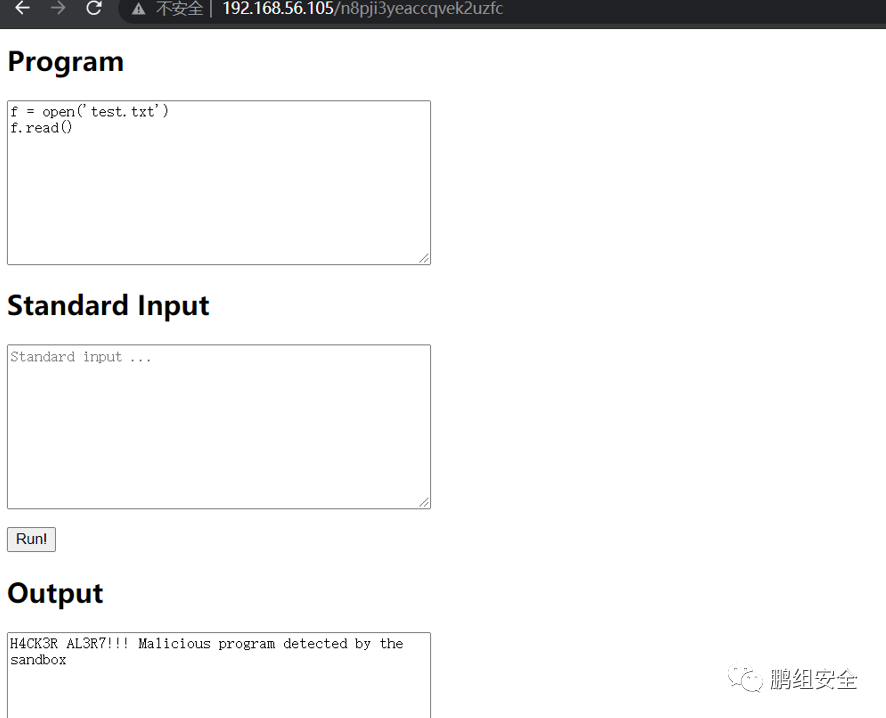 不安全 | 192.168.56.105/n8pji3yeaccqvek2uzfc
Program
f = open('test.txt')
f.read()
Standard Input
Standard input ...
Run!
Output
H4CK3R AL3R7!!! Malicious program detected by the
sandbox
鹏组安全